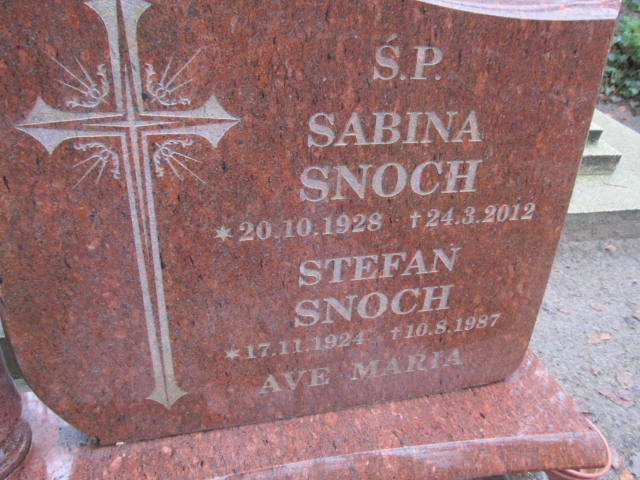 Ś.P.
SABINA
SNOCH
*20.10.1928 †24.3.2012
STEFAN
SNOCH
*17.11.1924 †10.8.1987
AVE MARIA